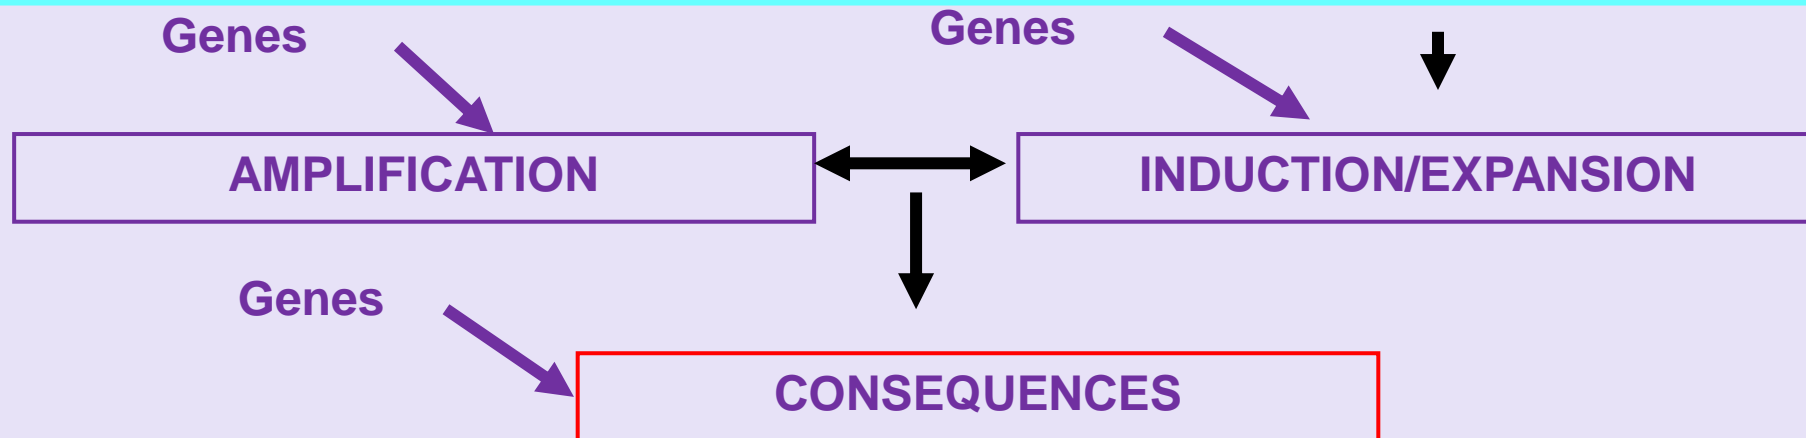 Genes
Genes
AMPLIFICATION
INDUCTION/EXPANSION
Genes
CONSEQUENCES